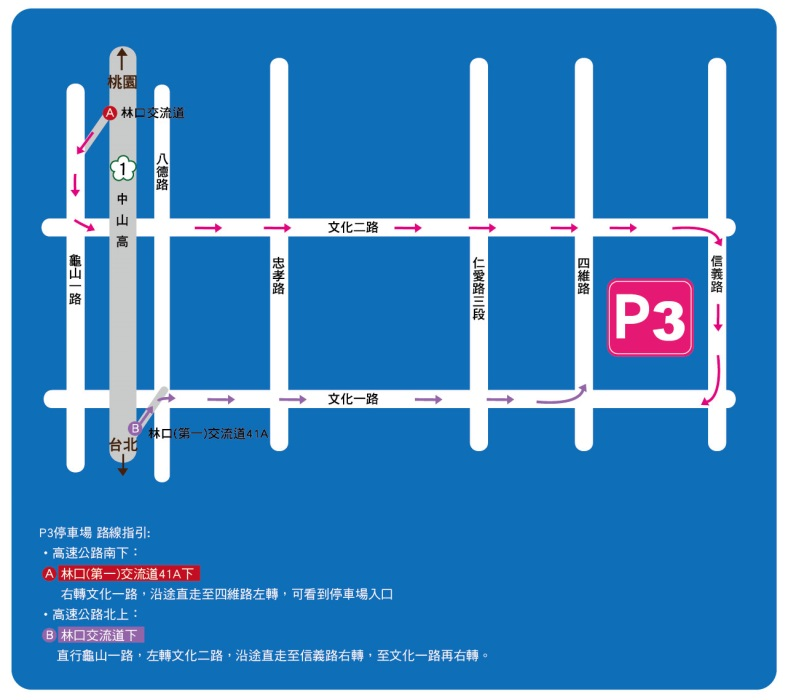 桃園
A 林口交流道
1
中山高
八德路
文化二路
龜山一路
忠孝路
仁愛路三段
四維路
信義路
P3
文化一路
B 林口(第一)交流道41A
台北
P3停車場 路線指引:
・高速公路南下：
A 林口(第一)交流道41A下
右轉文化一路，沿途直走至四維路左轉，可看到停車場入口
・高速公路北上：
B 林口交流道下
直行龜山一路，左轉文化二路，沿途直走至信義路右轉，至文化一路再右轉。